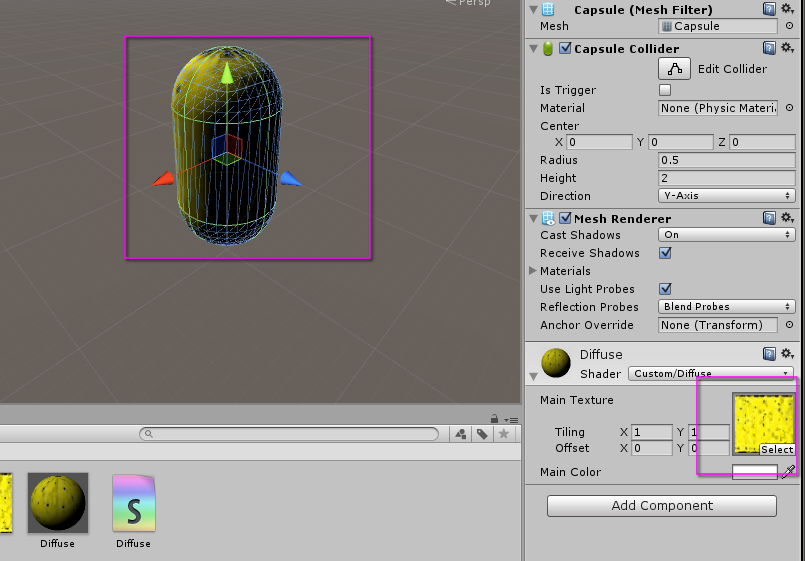 Persp
Capsule (Mesh Filter)
Mesh Capsule
Capsule Collider
Edit Collider
Is Trigger
Material None (Physic Materi
Center
X 0 Y 0 Z 0
Radius 0.5
Height 2
Direction Y-Axis
Mesh Renderer
Cast Shadows On
Receive Shadows
Materials
Use Light Probes
Reflection Probes Blend Probes
Anchor Override None (Transform)
Diffuse
Shader Custom/Diffuse
Main Texture
Tiling X 1 Y 1
Offset X 0 Y 0
Select
Main Color
Add Component
S
Diffuse Diffuse